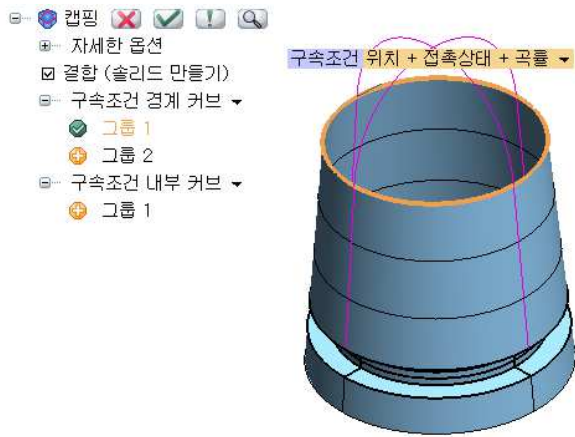 캡핑
자세한 옵션
결합 (솔리드 만들기)
구속조건 경계 커브
그룹 1
그룹 2
구속조건 내부 커브
그룹 1
구속조건 위치 + 접촉상태 + 곡률